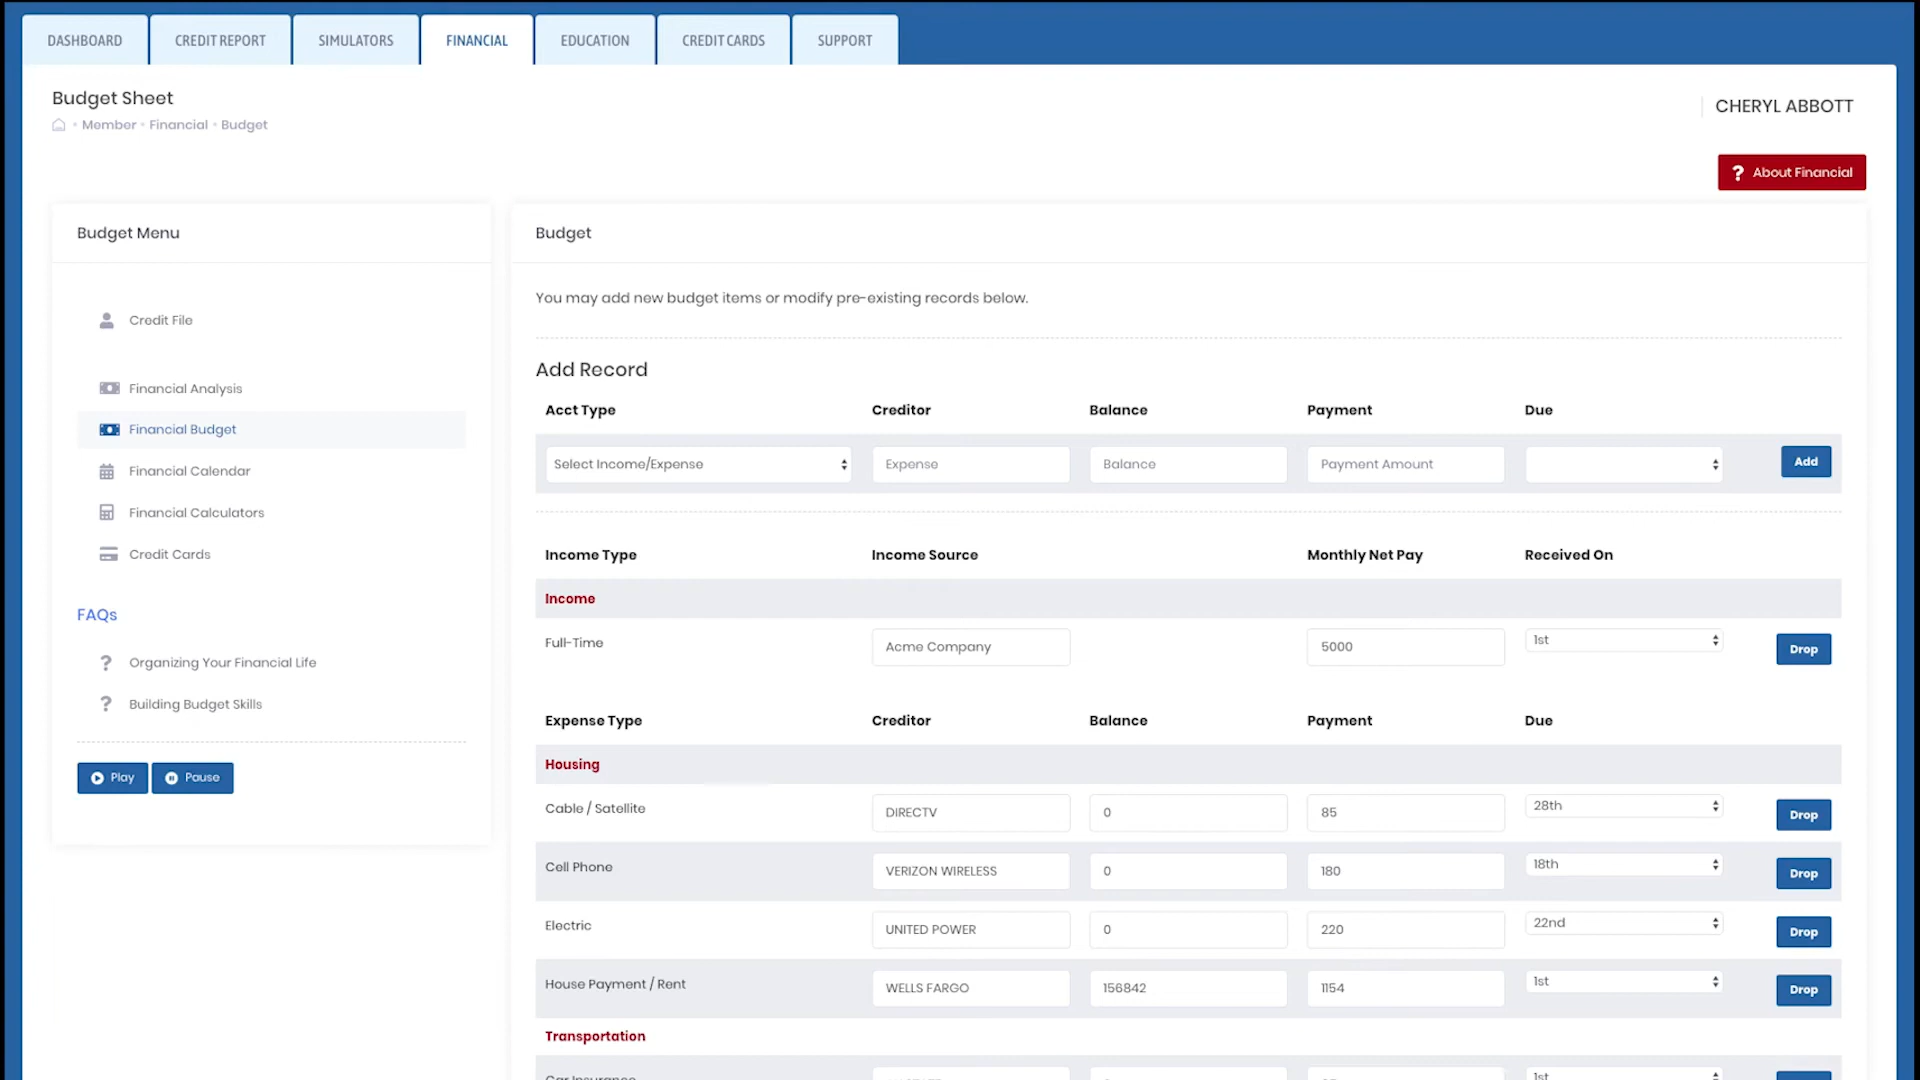 DASHBOARD CREDIT REPORT SIMULATORS FINANCIAL EDUCATION CREDIT CARDS SUPPORT
Budget Sheet
CHERYL ABBOTT
Member • Financial • Budget
? About Financial
Budget Menu
Credit File
Financial Analysis
Financial Budget
Financial Calendar
Financial Calculators
Credit Cards
FAQs
? Organizing Your Financial Life
? Building Budget Skills
Play Pause
Budget
You may add new budget items or modify pre-existing records below.
Add Record
Acct Type Creditor Balance Payment Due
Select Income/Expense Expense Balance Payment Amount Add
Income Type Income Source Monthly Net Pay Received On
Income
Full-Time Acme Company 5000 1st Drop
Expense Type Creditor Balance Payment Due
Housing
Cable / Satellite DIRECTV 0 85 28th Drop
Cell Phone VERIZON WIRELESS 0 180 18th Drop
Electric UNITED POWER 0 220 22nd Drop
House Payment / Rent WELLS FARGO 156842 1154 1st Drop
Transportation
Car Insurance 1st